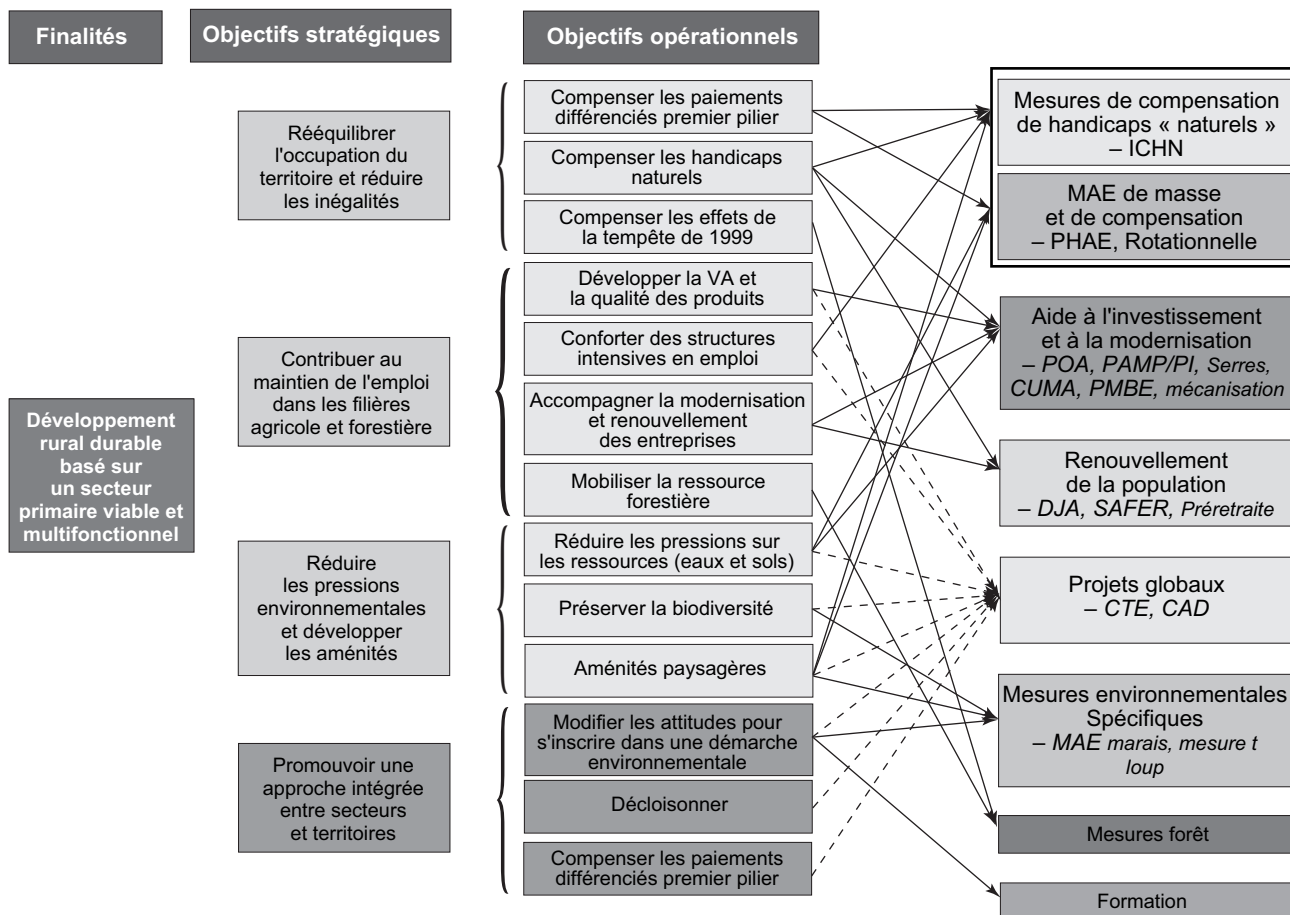 Finalités
Objectifs stratégiques
Objectifs opérationnels
Développement
rural durable
basé sur
un secteur
primaire viable et
multifonctionnel
Rééquilibrer
l'occupation du
territoire et réduire
les inégalités
Contribuer au
maintien de l'emploi
dans les filières
agricole et forestière
Réduire
les pressions
environnementales
et développer
les aménités
Promouvoir une
approche intégrée
entre secteurs
et territoires
Compenser les paiements
différenciés premier pilier
Compenser les handicaps
naturels
Compenser les effets de
la tempête de 1999
Développer la VA et
la qualité des produits
Conforter des structures
intensives en emploi
Accompagner la modernisation
et renouvellement
des entreprises
Mobiliser la ressource
forestière
Réduire les pressions sur
les ressources (eaux et sols)
Préserver la biodiversité
Aménités paysagères
Modifier les attitudes pour
s'inscrire dans une démarche
environnementale
Décloisonner
Compenser les paiements
différenciés premier pilier
Mesures de compensation
de handicaps « naturels »
– ICHN
MAE de masse
et de compensation
– PHAE, Rotationnelle
Aide à l'investissement
et à la modernisation
– POA, PAMP/PI, Serres,
CUMA, PMBE, mécanisation
Renouvellement
de la population
– DJA, SAFER, Préretraite
Projets globaux
– CTE, CAD
Mesures environnementales
Spécifiques
– MAE marais, mesure t
loup
Mesures forêt
Formation